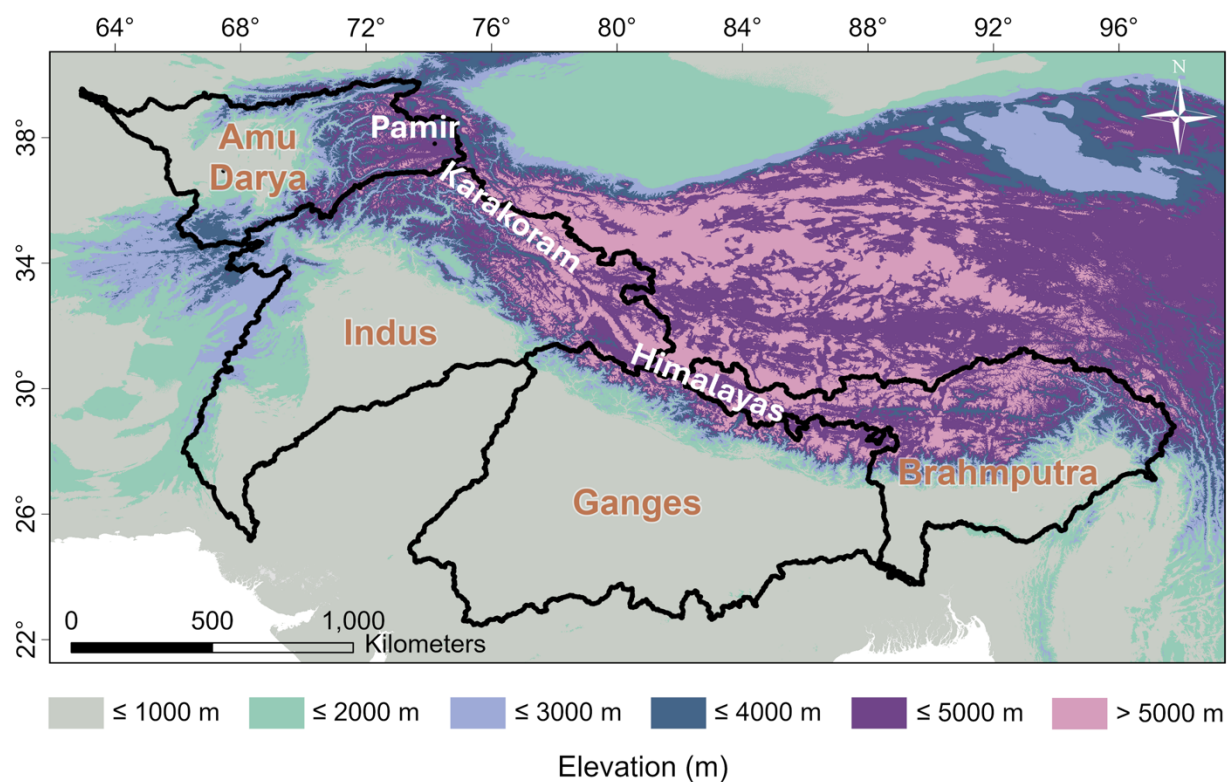 64° 68° 72° 76° 80° 84° 88° 92° 96°
N
38°
34°
30°
26°
22°
Pamir
Amu
Darya
Karakoram
Indus
Himalayas
Brahmputra
Ganges
0 500 1,000
Kilometers
≤ 1000 m ≤ 2000 m ≤ 3000 m ≤ 4000 m ≤ 5000 m > 5000 m
Elevation (m)